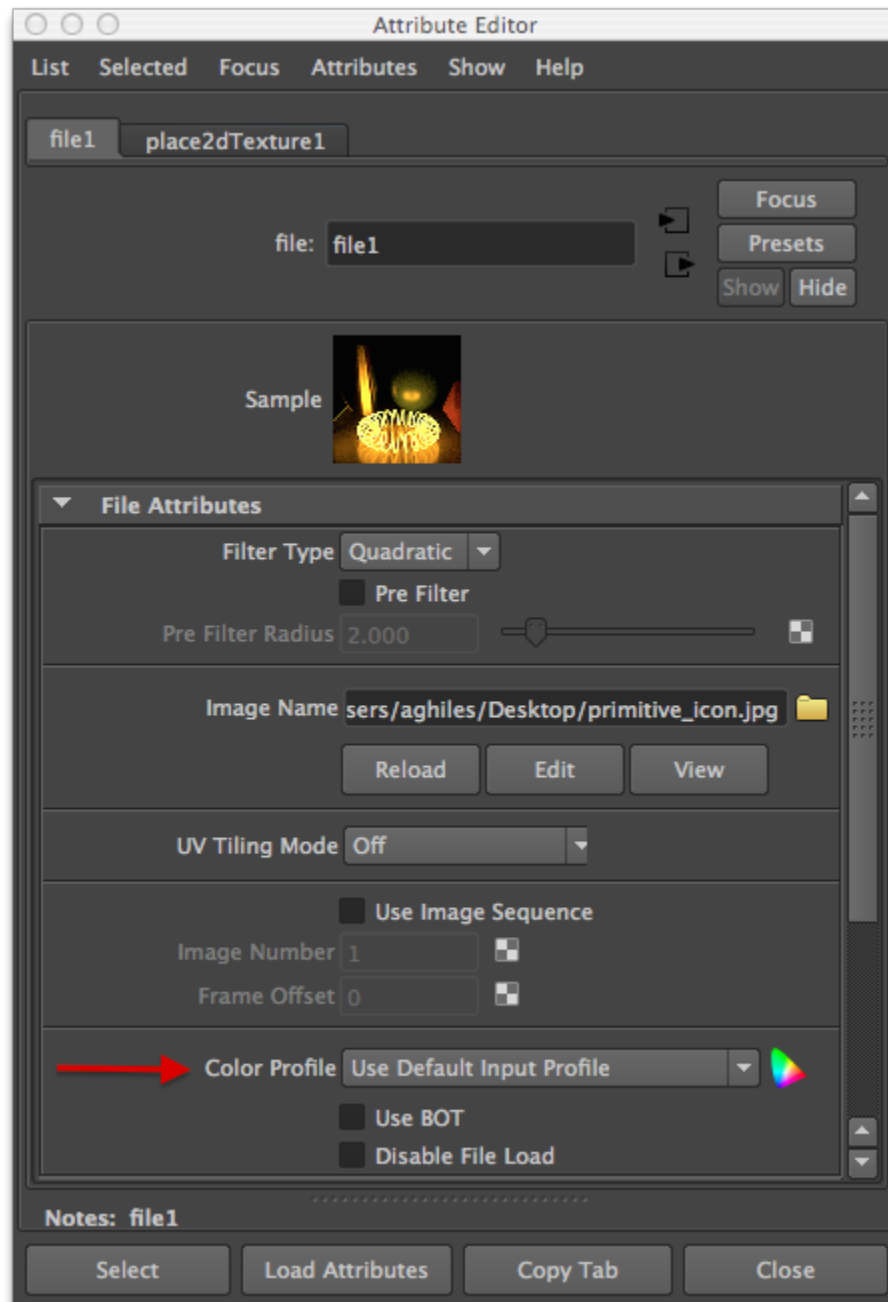 Attribute Editor
List Selected Focus Attributes Show Help
file1 place2dTexture1
Focus
file: file1 Presets
Show Hide
Sample
File Attributes
Filter Type Quadratic
Pre Filter
Pre Filter Radius 2.000
Image Name sers/aghiles/Desktop/primitive_icon.jpg
Reload Edit View
UV Tiling Mode Off
Use Image Sequence
Image Number 1
Frame Offset 0
Color Profile Use Default Input Profile
Use BOT
Disable File Load
Notes: file1
Select Load Attributes Copy Tab Close